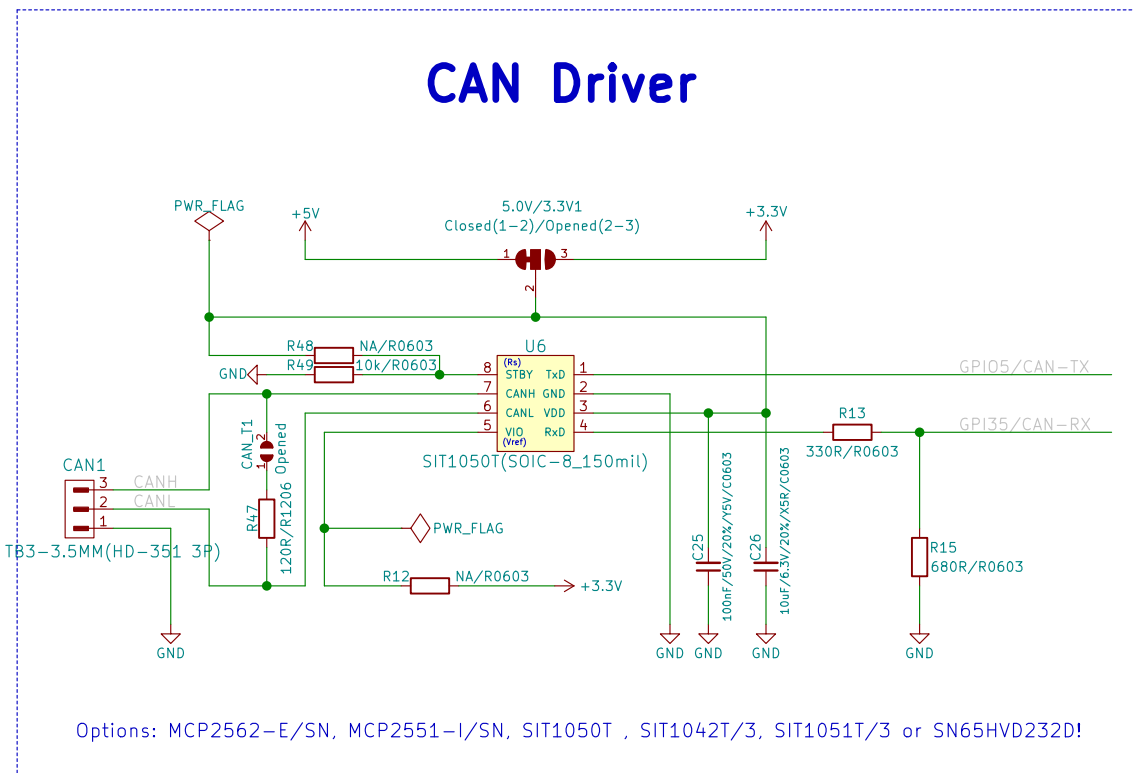 CAN Driver
PWR_FLAG
+5V
5.0V/3.3V1
Closed(1-2)/Opened(2-3)
+3.3V
1
3
2
R48
NA/R0603
R49
10k/R0603
GND
U6
(Rs)
8
STBY
TxD
1
7
CANH
GND
2
6
CANL
VDD
3
5
VIO
RxD
4
(Vref)
SIT1050T(SOIC-8_150mil)
GPIO5/CAN-TX
GPI35/CAN-RX
R13
330R/R0603
CAN_T1
Opened
2
1
CAN1
3
CANH
2
CANL
1
TB3-3.5MM(HD-351 3P)
R47
120R/R1206
PWR_FLAG
R12
NA/R0603
+3.3V
C25
100nF/50V/20%/Y5V/C0603
C26
10uF/6.3V/20%/X5R/C0603
R15
680R/R0603
GND
GND
GND
GND
GND
Options: MCP2562-E/SN, MCP2551-I/SN, SIT1050T , SIT1042T/3, SIT1051T/3 or SN65HVD232D!